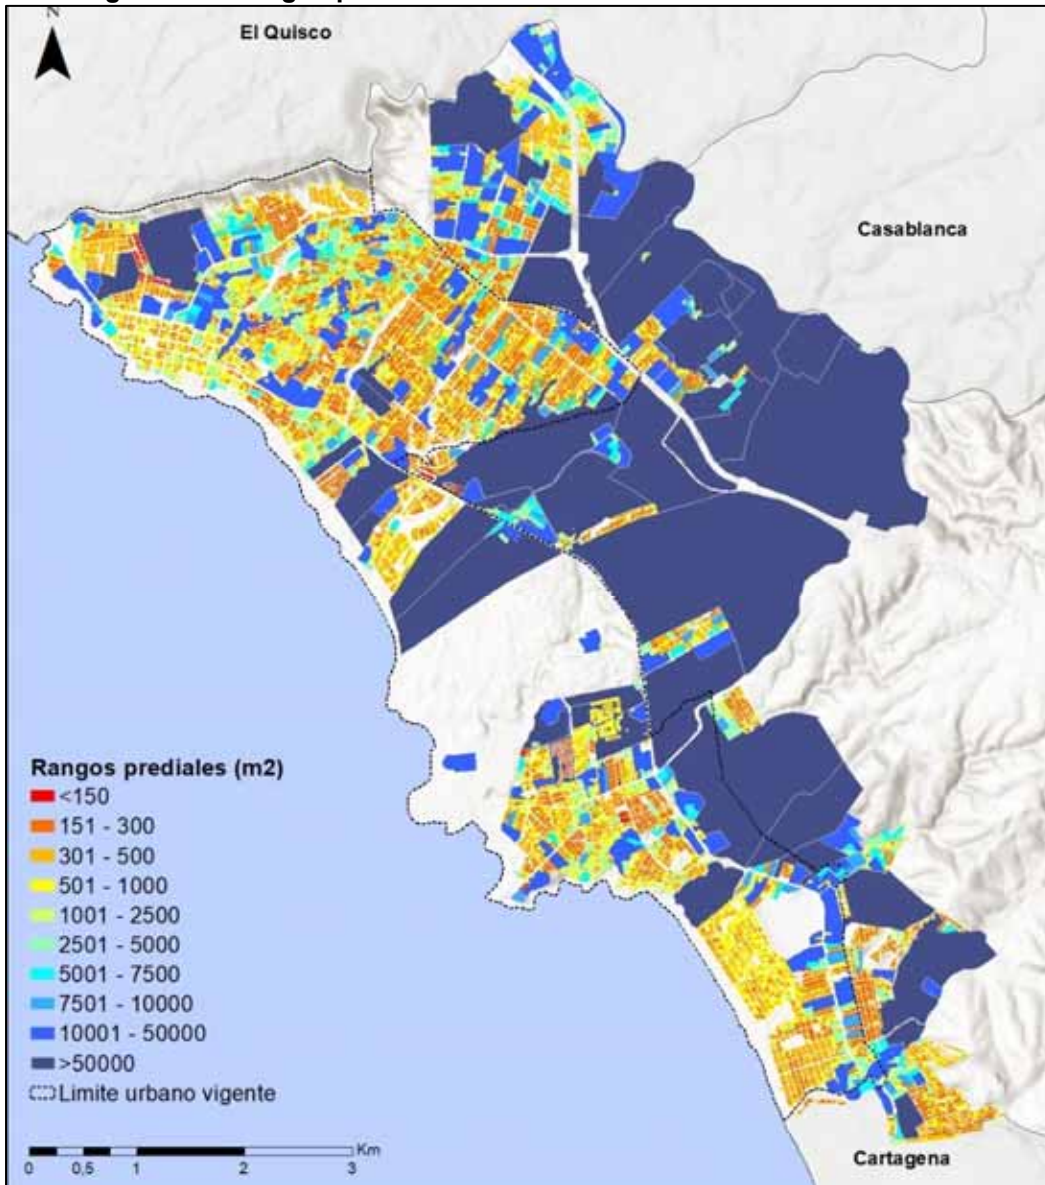 N
El Quisco
Casablanca
Rangos prediales (m2)
<150
151 - 300
301 - 500
501 - 1000
1001 - 2500
2501 - 5000
5001 - 7500
7501 - 10000
10001 - 50000
>50000
Limite urbano vigente
Km
0 0,5 1 2 3
Cartagena